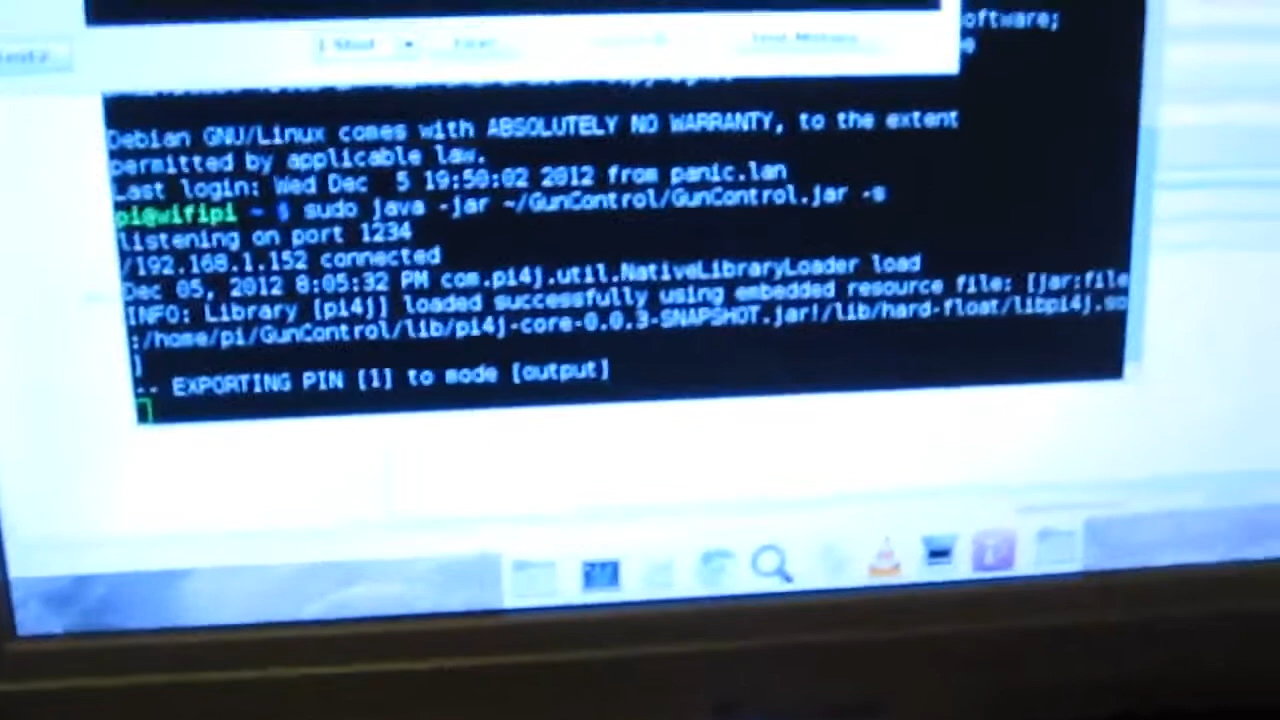 1 Shot
oftware;
Debian GNU/Linux comes with ABSOLUTELY NO WARRANTY, to the extent
permitted by applicable law.
Last login: Wed Dec  5 19:50:02 2012 from panic.lan
pi@wifipi ~ $ sudo java -jar ~/GunControl/GunControl.jar -s
listening on port 1234
/192.168.1.152 connected
Dec 05, 2012 8:05:32 PM com.pi4j.util.NativeLibraryLoader load
INFO: Library [pi4j] loaded successfully using embedded resource file: [jar:file
:/home/pi/GunControl/lib/pi4j-core-0.0.3-SNAPSHOT.jar!/lib/hard-float/libpi4j.so
]
-- EXPORTING PIN [1] to mode [output]